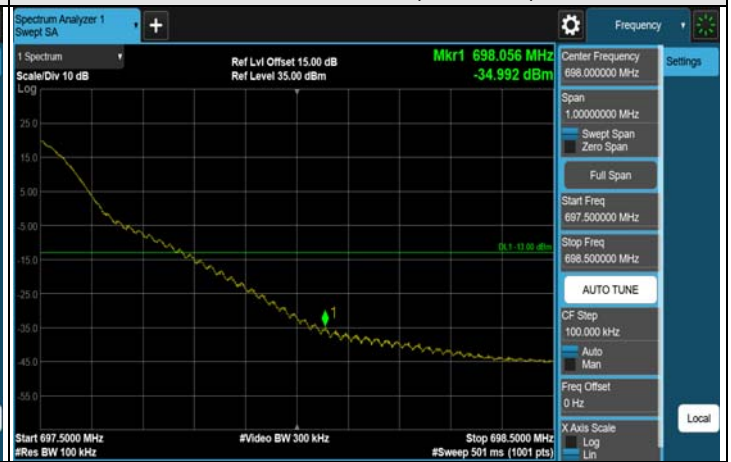 Spectrum Analyzer 1
Swept SA
+
Frequency
1 Spectrum
Scale/Div 10 dB
Ref Lvl Offset 15.00 dB
Ref Level 35.00 dBm
Mkr1 698.056 MHz
-34.992 dBm
Log
25.0
15.0
5.00
-5.00
-15.0
-25.0
-35.0
-45.0
-55.0
DL1 -13.00 dBm
1
Start 697.5000 MHz
#Res BW 100 kHz
#Video BW 300 kHz
Stop 698.5000 MHz
#Sweep 501 ms (1001 pts)
Center Frequency
698.000000 MHz
Settings
Span
1.00000000 MHz
Swept Span
Zero Span
Full Span
Start Freq
697.500000 MHz
Stop Freq
698.500000 MHz
AUTO TUNE
CF Step
100.000 kHz
Auto
Man
Freq Offset
0 Hz
X Axis Scale
Log
Lin
Local